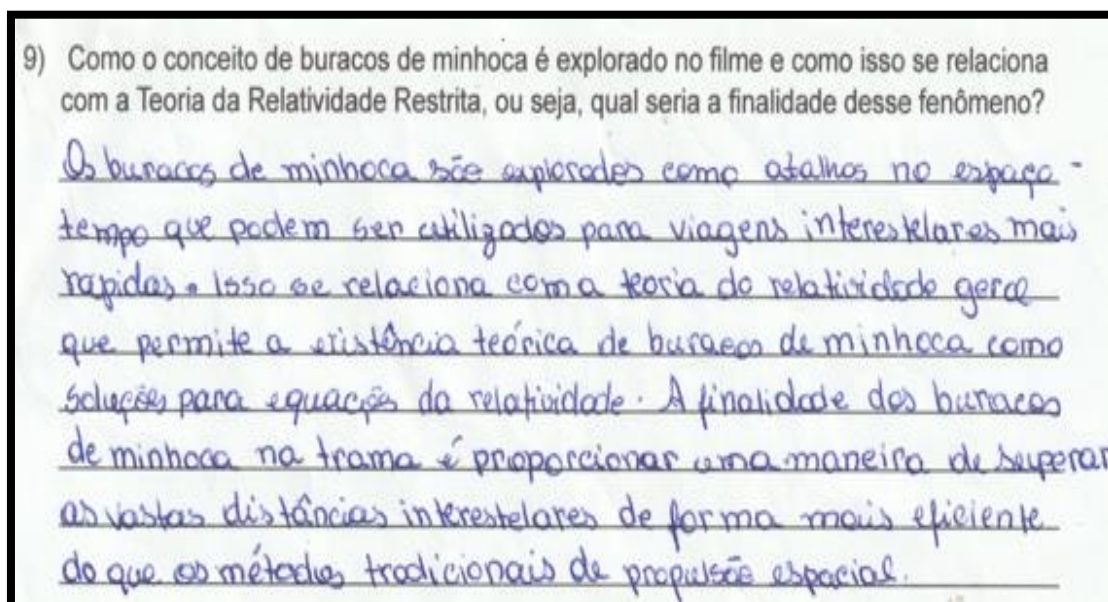 9) Como o conceito de buracos de minhoca é explorado no filme e como isso se relaciona
com a Teoria da Relatividade Restrita, ou seja, qual seria a finalidade desse fenômeno?
Os buracos de minhoca são explorados como atalhos no espaço-
tempo que podem ser utilizados para viagens interestelares mais
rapidas. Isso se relaciona com a teoria da relatividade geral
que permite a existência teórica de buracos de minhoca como
soluções para equações da relatividade. A finalidade dos buracos
de minhoca na trama é proporcionar uma maneira de superar
as vastas distâncias interestelares de forma mais eficiente
do que os métodos tradicionais de propulsão espacial.